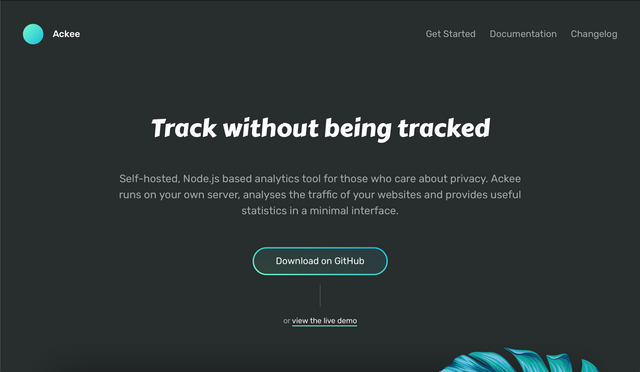 Ackee
Get Started
Documentation
Changelog
Track without being tracked
Self-hosted, Node.js based analytics tool for those who care about privacy. Ackee
runs on your own server, analyses the traffic of your websites and provides useful
statistics in a minimal interface.
Download on GitHub
or view the live demo